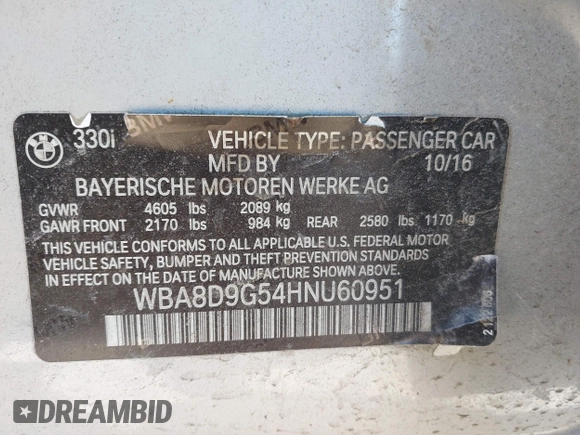 BMW
330i VEHICLE TYPE: PASSENGER CAR
MFD BY 10/16
BAYERISCHE MOTOREN WERKE AG
GVWR 4605 lbs 2089 kg
GAWR FRONT 2170 lbs 984 kg REAR 2580 lbs 1170 kg
THIS VEHICLE CONFORMS TO ALL APPLICABLE U.S. FEDERAL MOTOR
VEHICLE SAFETY, BUMPER AND THEFT PREVENTION STANDARDS
IN EFFECT ON THE DATE OF MANUFACTURE SHOWN ABOVE.
WBA8D9G54HNU60951
DREAMBID